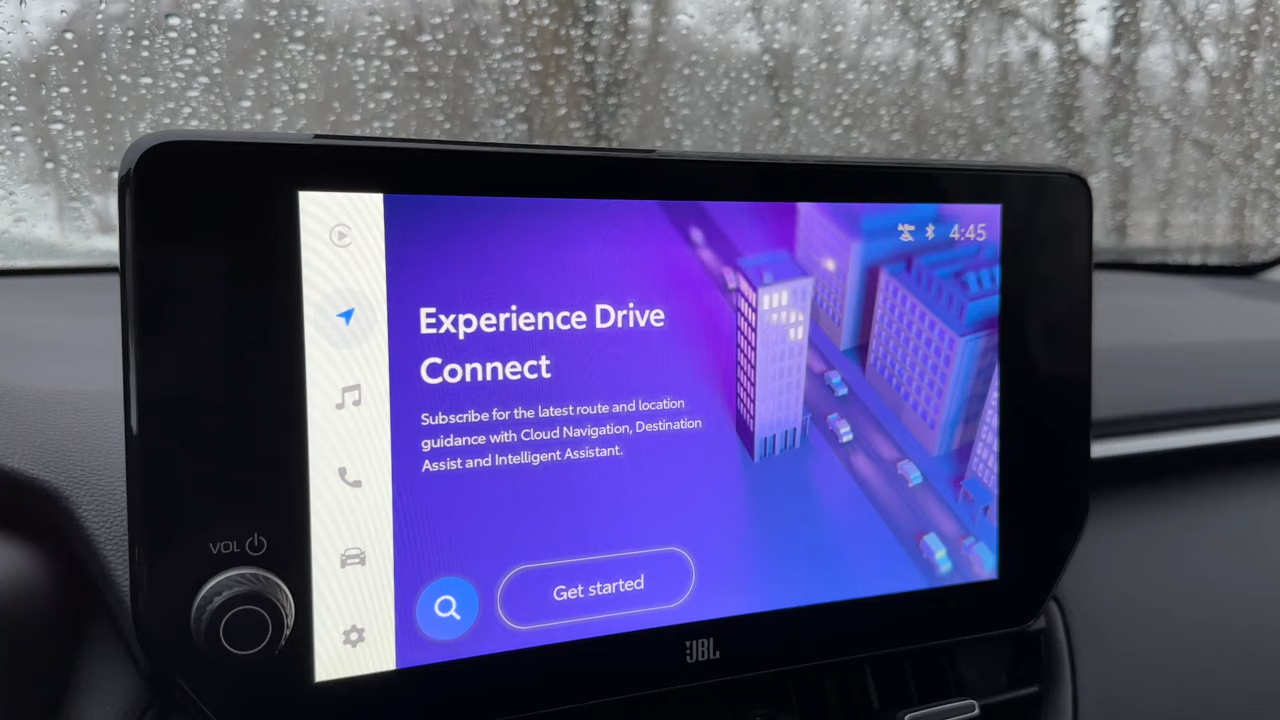 4:45
Experience Drive
Connect
Subscribe for the latest route and location
guidance with Cloud Navigation, Destination
Assist and Intelligent Assistant.
Get started
VOL
JBL